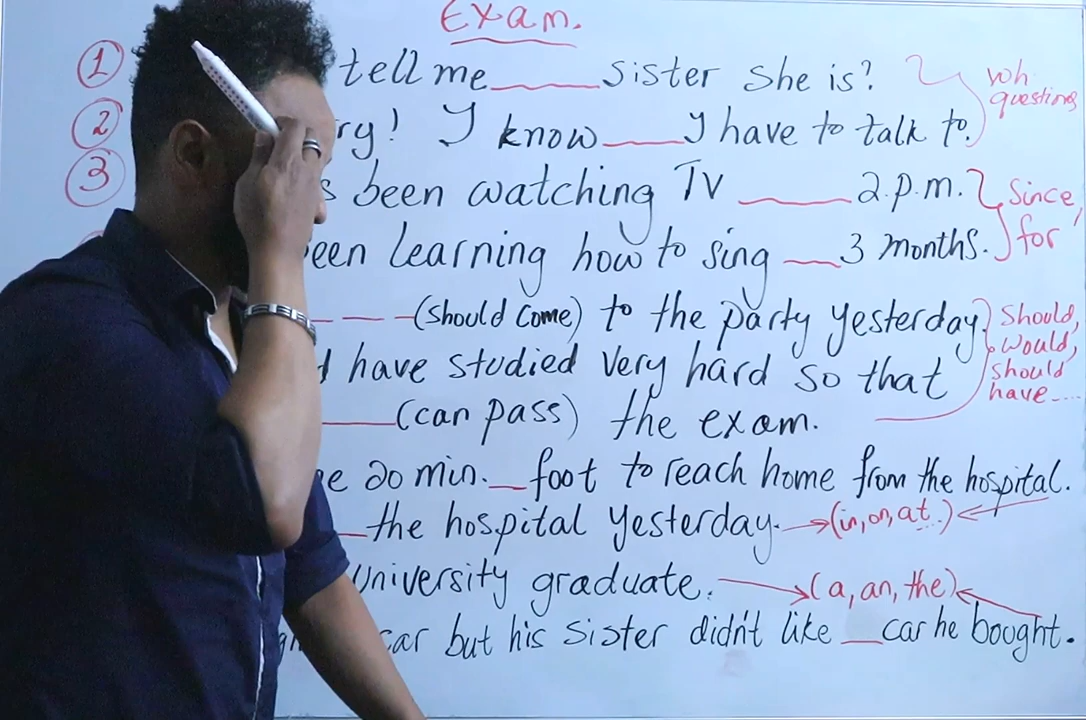 Exam.
① tell me ______ sister she is? wh. questions
② ry! I know ____ I have to talk to.
③ s been watching TV _____ 2.p.m. Since,
een learning how to sing ___ 3 months. for
_ _ _ (should come) to the party yesterday. should, would, should have....
have studied very hard so that
____ (can pass) the exam.
20 min. _ foot to reach home from the hospital.
_ the hospital yesterday. (in, on, at..)
university graduate. (a, an, the)
car but his sister didn't like __ car he bought.